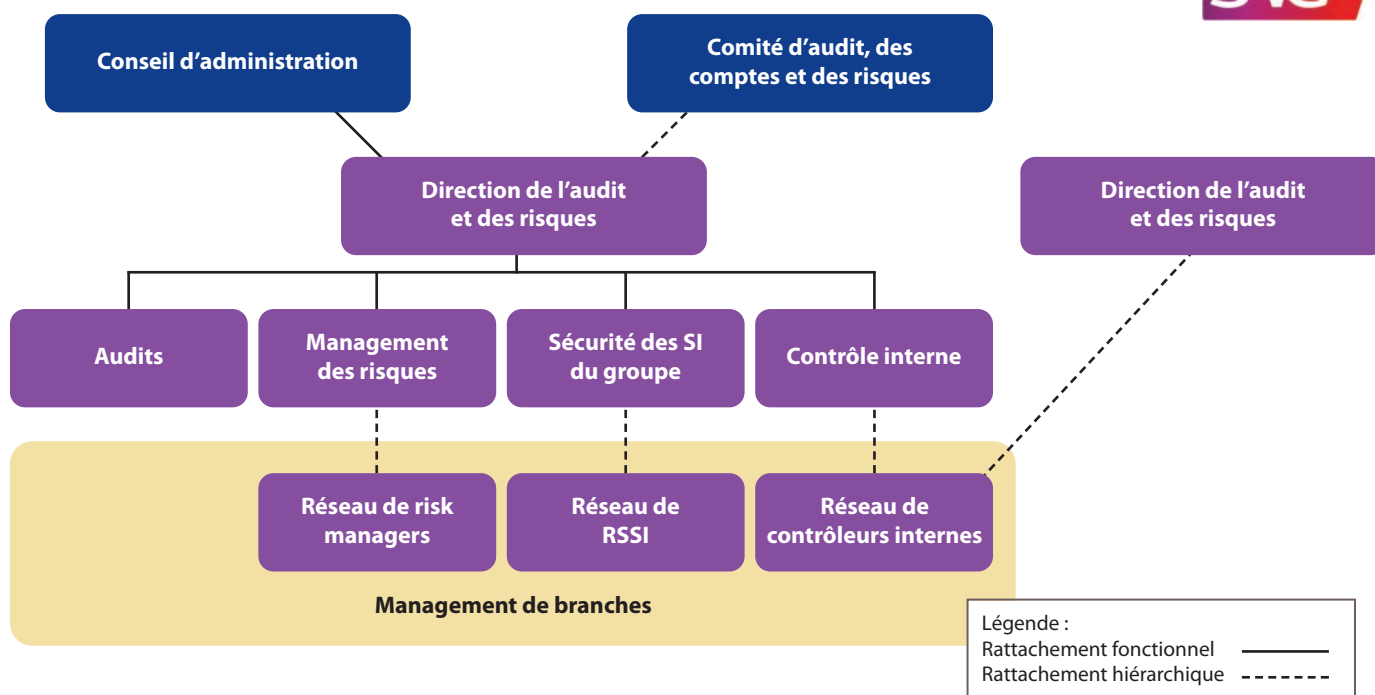 Conseil d'administration
Comité d'audit, des
comptes et des risques
Direction de l'audit
et des risques
Direction de l'audit
et des risques
Audits
Management
des risques
Sécurité des SI
du groupe
Contrôle interne
Réseau de risk
managers
Réseau de
RSSI
Réseau de
contrôleurs internes
Management de branches
Légende :
Rattachement fonctionnel
Rattachement hiérarchique